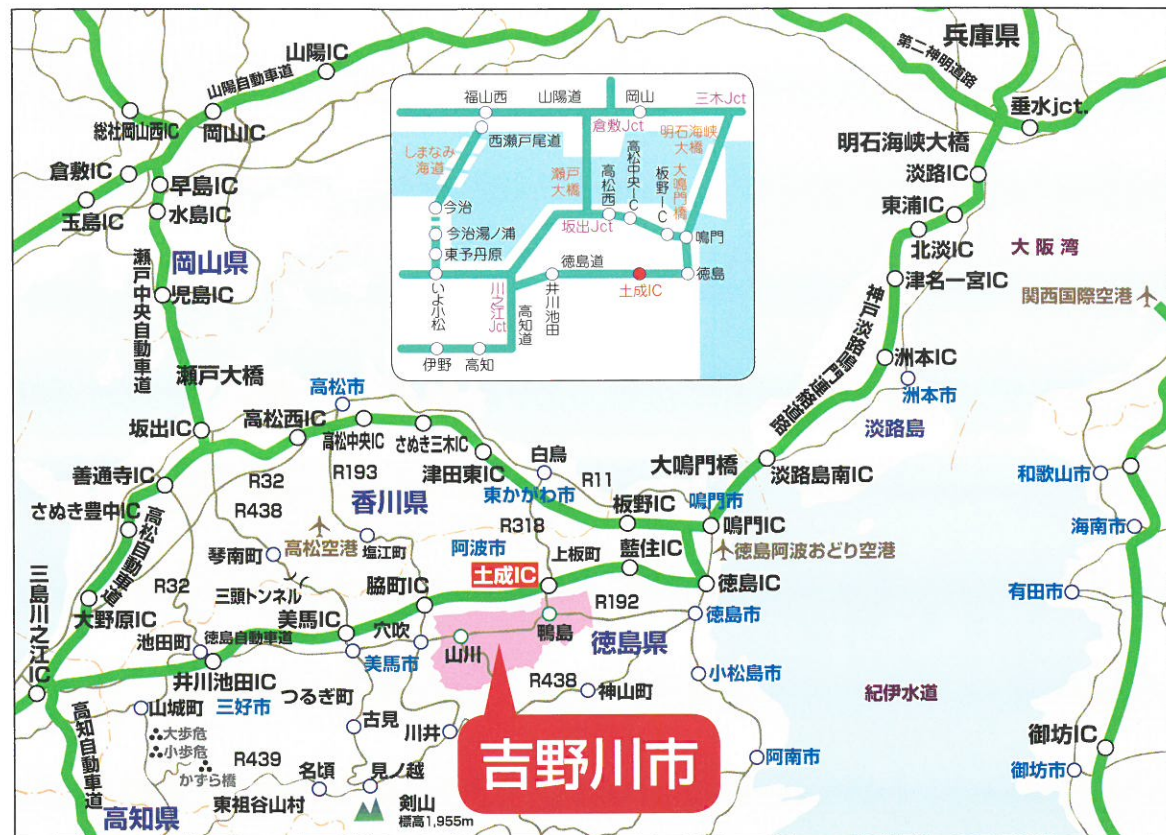 兵庫県
第二神明道路
垂水jct.
明石海峡大橋
山陽IC
山陽自動車道
総社岡山西IC
岡山IC
倉敷IC
早島IC
玉島IC
水島IC
岡山県
児島IC
瀬戸中央自動車道
瀬戸大橋
福山西
山陽道
岡山
三木Jct
倉敷Jct
西瀬戸尾道
明石海峡
大橋
しまなみ
海道
瀬戸
大橋
高松西
高松中央IC
板野IC
大鳴門橋
今治
今治湯ノ浦
東予丹原
坂出Jct
鳴門
徳島道
徳島
いよ小松
川之江Jct
高知道
井川池田
土成IC
伊野
高知
淡路IC
東浦IC
北淡IC
大阪湾
津名一宮IC
関西国際空港
神戸淡路鳴門連絡道路
洲本IC
洲本市
淡路島
高松市
坂出IC
高松西IC
高松中央IC
さぬき三木IC
津田東IC
白鳥
大鳴門橋
淡路島南IC
和歌山市
善通寺IC
R32
R193
R11
東かがわ市
板野IC
鳴門市
さぬき豊中IC
R438
香川県
R318
鳴門IC
海南市
高松自動車道
琴南町
高松空港
塩江町
阿波市
上板町
藍住IC
徳島阿波おどり空港
三島川之江IC
R32
三頭トンネル
脇町IC
土成IC
徳島IC
有田市
大野原IC
美馬IC
R192
徳島市
池田町
徳島自動車道
穴吹
鴨島
徳島県
美馬市
山川
井川池田IC
つるぎ町
R438
神山町
小松島市
紀伊水道
山城町
三好市
古見
川井
吉野川市
御坊IC
大歩危
小歩危
かずら橋
R439
名頃
見ノ越
阿南市
御坊市
高知自動車道
東祖谷山村
剣山
標高1,955m
高知県